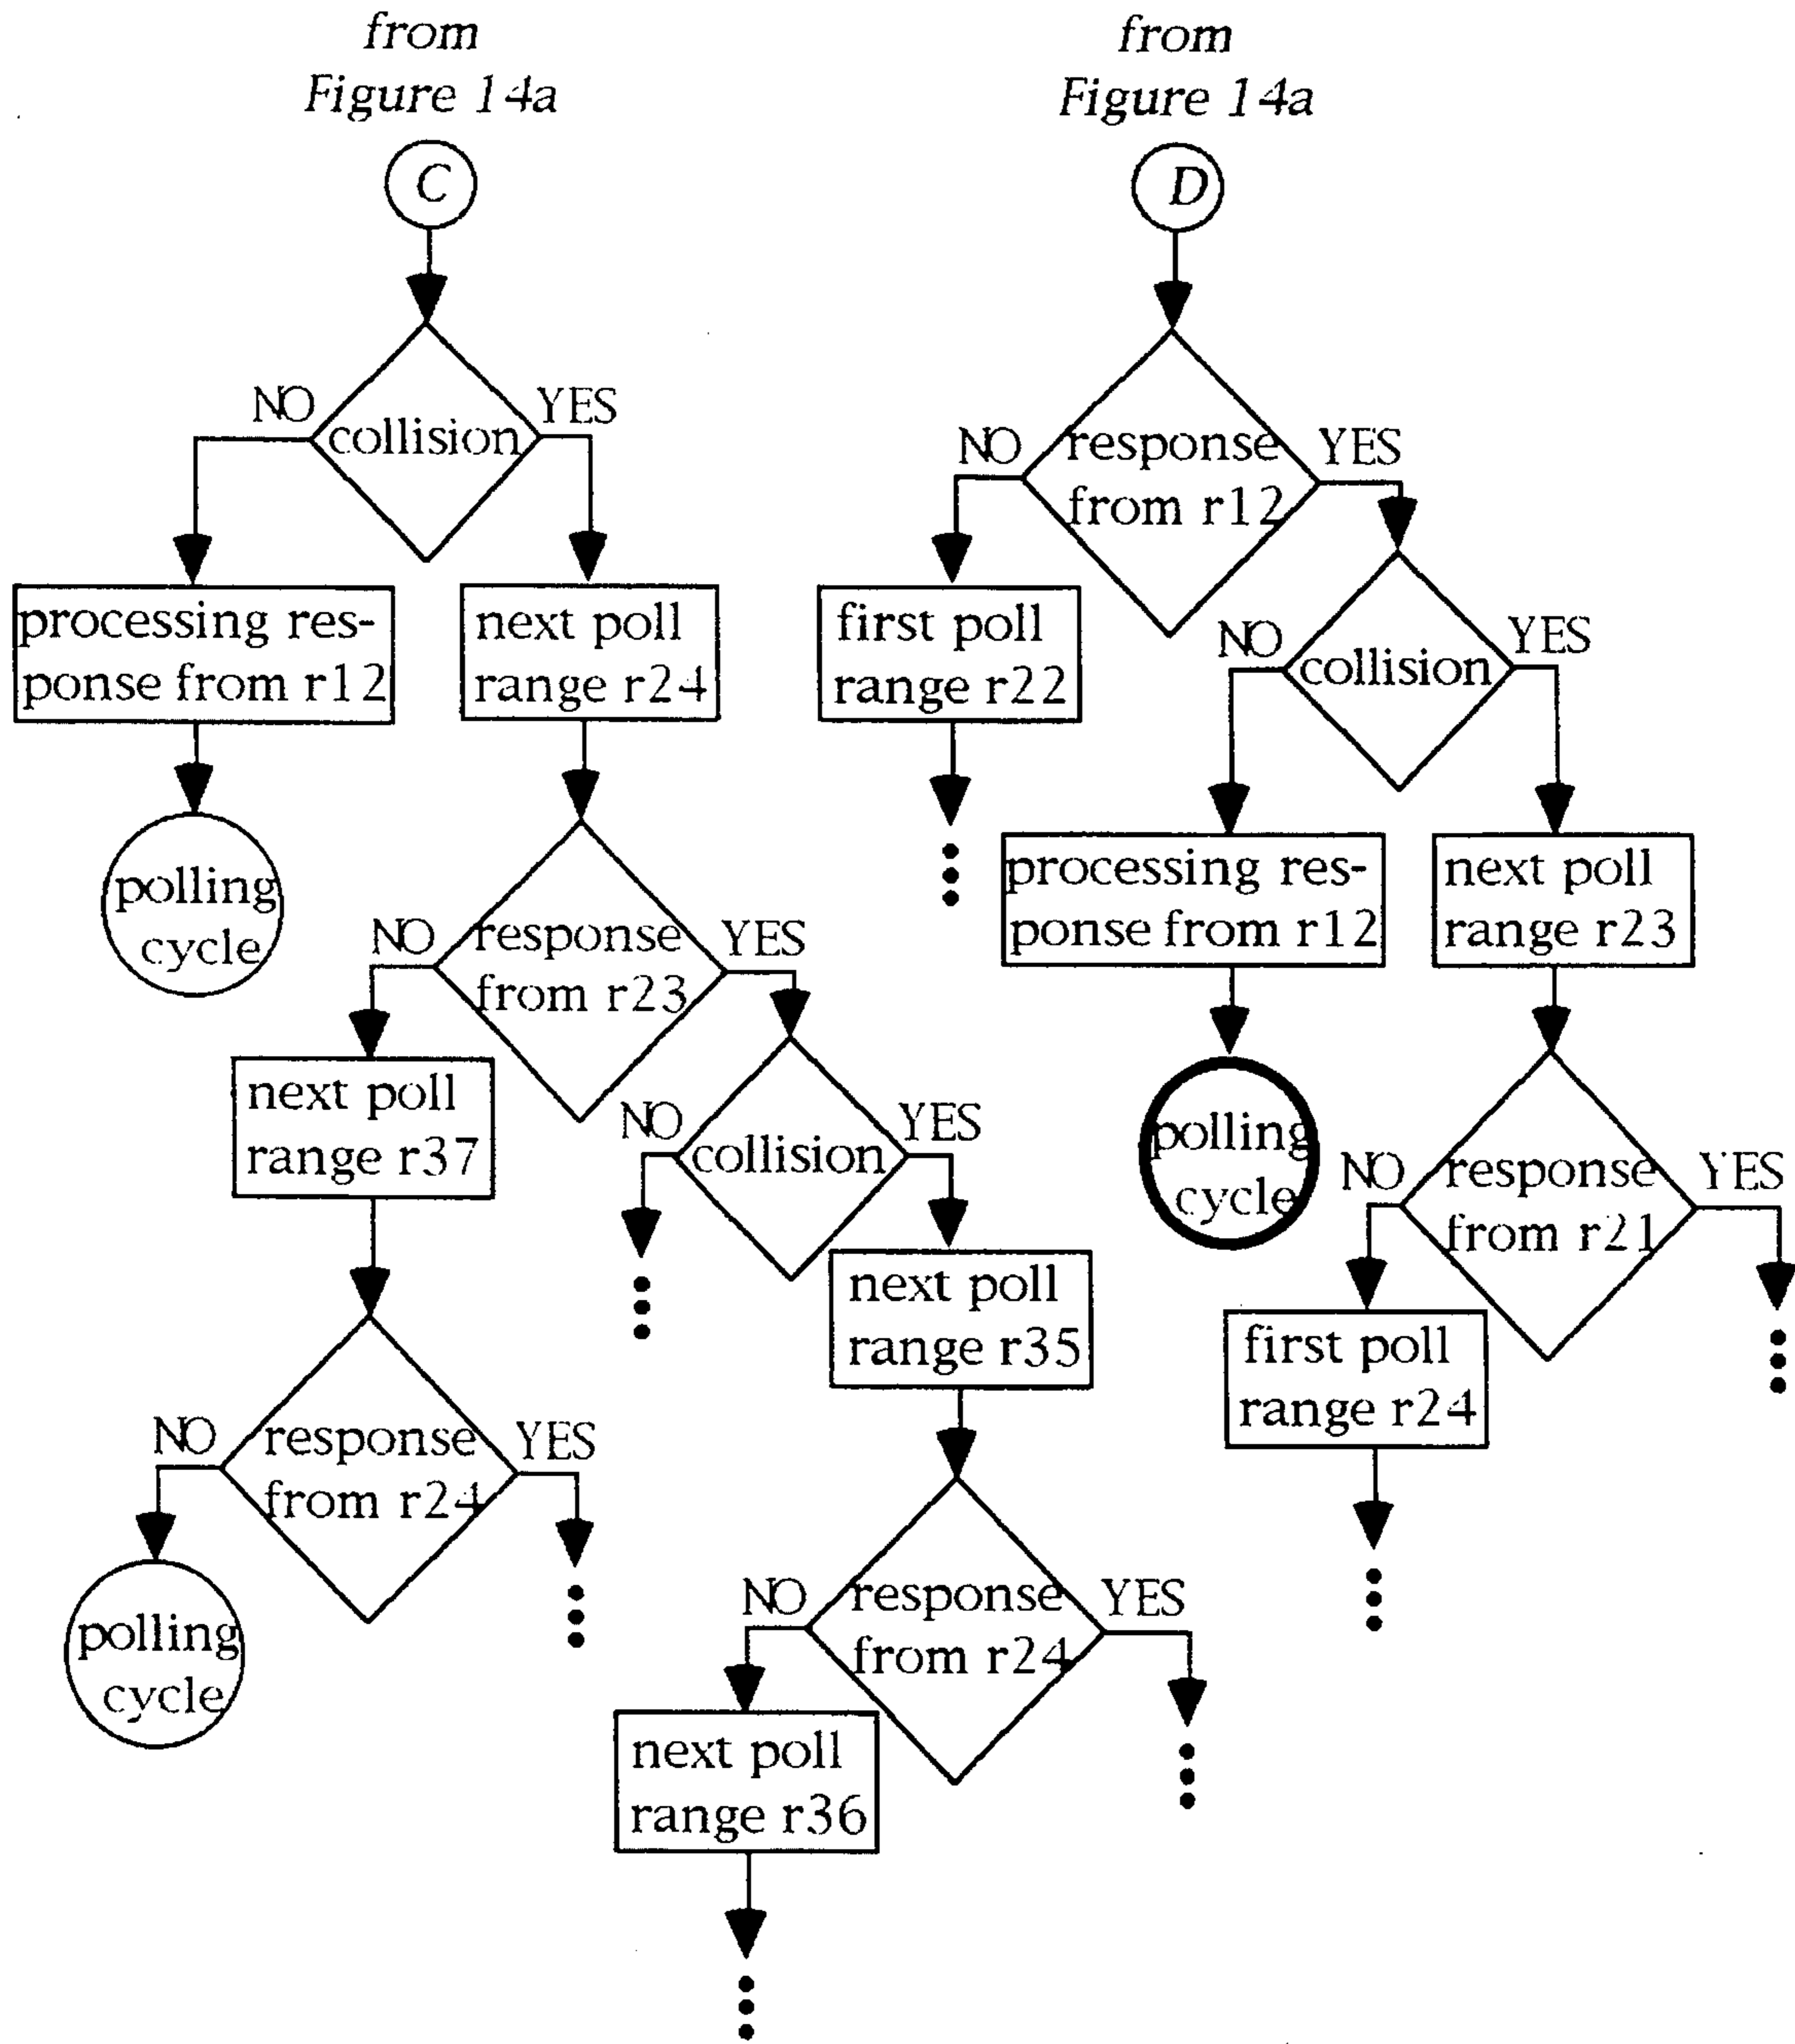 from
Figure 14a
C
NO
YES
collision
processing res-
ponse from r12
next poll
range r24
polling
cycle
NO
YES
response
from r23
next poll
range r37
NO
YES
collision
next poll
range r35
NO
YES
response
from r24
polling
cycle
NO
YES
response
from r24
next poll
range r36
from
Figure 14a
D
NO
YES
response
from r12
first poll
range r22
NO
YES
collision
processing res-
ponse from r12
next poll
range r23
polling
cycle
NO
YES
response
from r21
first poll
range r24